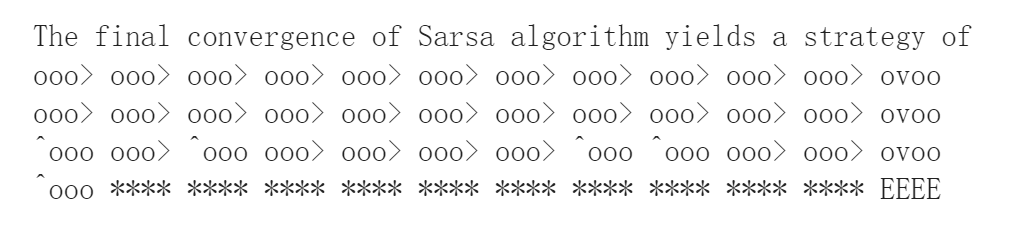 The final convergence of Sarsa algorithm yields a strategy of
ooo> ooo> ooo> ooo> ooo> ooo> ooo> ooo> ooo> ooo> ooo> ovoo
ooo> ooo> ooo> ooo> ooo> ooo> ooo> ooo> ooo> ooo> ooo> ovoo
^ooo ooo> ^ooo ooo> ooo> ooo> ooo> ^ooo ^ooo ooo> ooo> ovoo
^ooo **** **** **** **** **** **** **** **** **** **** EEEE